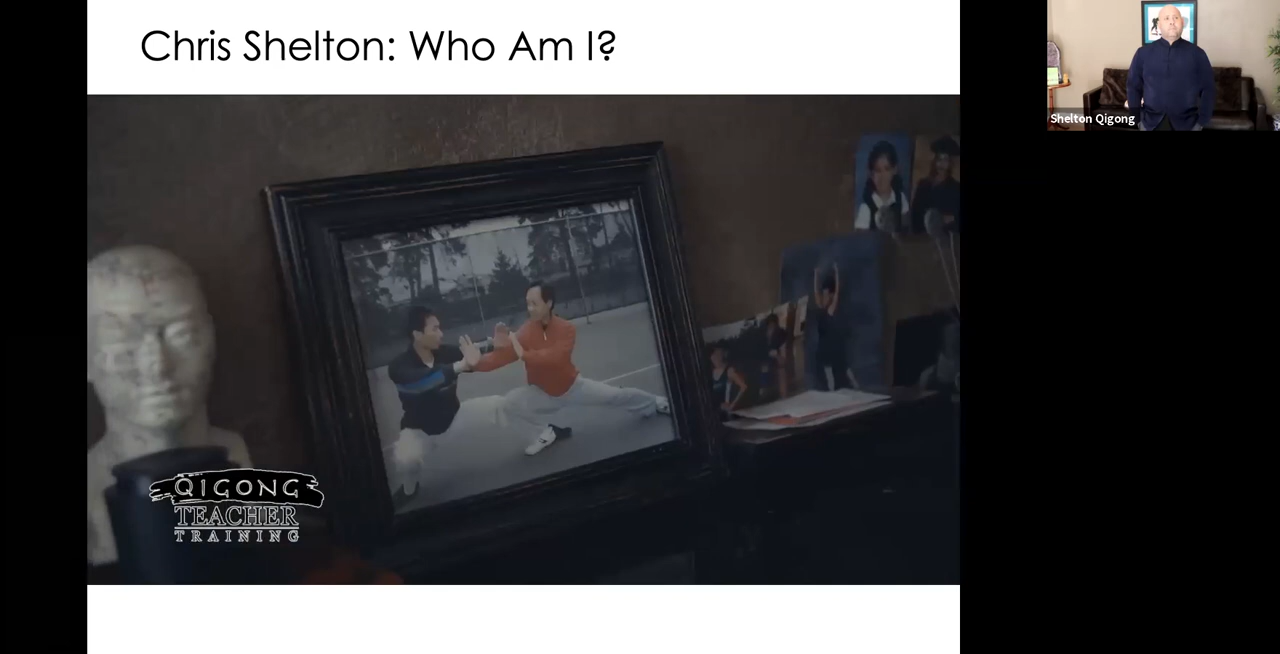 Chris Shelton: Who Am I?
Shelton Qigong
QIGONG
TEACHER
TRAINING